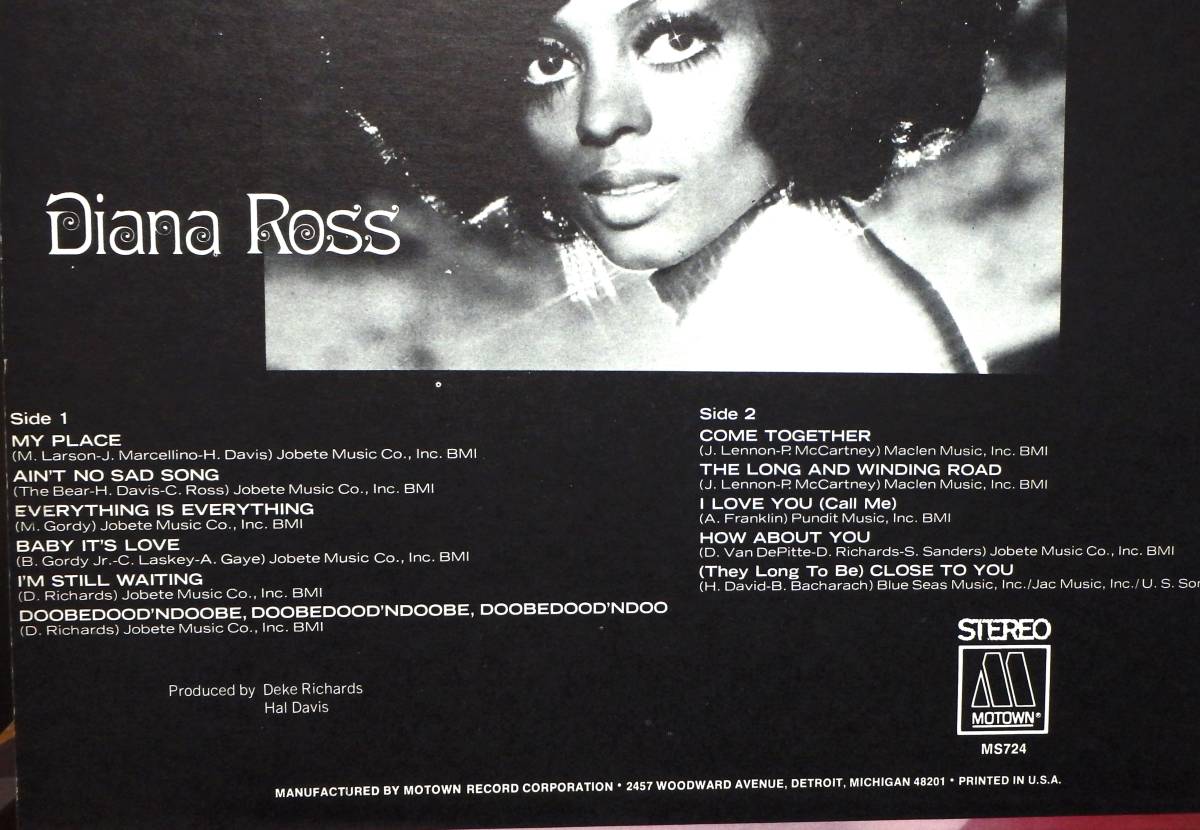 Diana Ross
Side 1
MY PLACE
(M. Larson-J. Marcellino-H. Davis) Jobete Music Co., Inc. BMI
AIN'T NO SAD SONG
(The Bear-H. Davis-C. Ross) Jobete Music Co., Inc. BMI
EVERYTHING IS EVERYTHING
(M. Gordy) Jobete Music Co., Inc. BMI
BABY IT'S LOVE
(B. Gordy Jr.-C. Laskey-A. Gaye) Jobete Music Co., Inc. BMI
I'M STILL WAITING
(D. Richards) Jobete Music Co., Inc. BMI
DOOBEDOOD'NDOOBE, DOOBEDOOD'NDOOBE, DOOBEDOOD'NDOO
(D. Richards) Jobete Music Co., Inc. BMI
Side 2
COME TOGETHER
(J. Lennon-P. McCartney) Maclen Music, Inc. BMI
THE LONG AND WINDING ROAD
(J. Lennon-P. McCartney) Maclen Music, Inc. BMI
I LOVE YOU (Call Me)
(A. Franklin) Pundit Music, Inc. BMI
HOW ABOUT YOU
(D. Van DePitte-D. Richards-S. Sanders) Jobete Music Co., Inc. BMI
(They Long To Be) CLOSE TO YOU
(H. David-B. Bacharach) Blue Seas Music, Inc./Jac Music, Inc./U. S. So
Produced by Deke Richards
Hal Davis
STEREO
M
MOTOWN®
MS724
MANUFACTURED BY MOTOWN RECORD CORPORATION • 2457 WOODWARD AVENUE, DETROIT, MICHIGAN 48201 • PRINTED IN U.S.A.